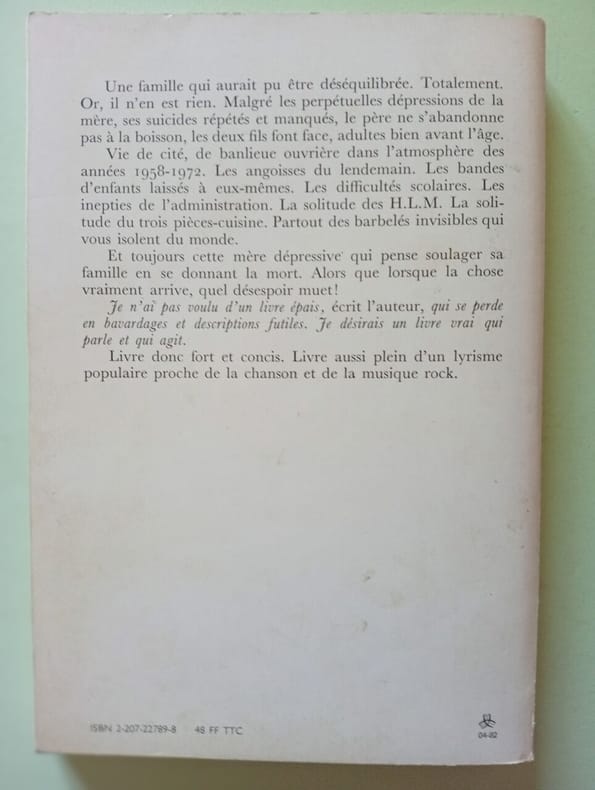 Une famille qui aurait pu être déséquilibrée. Totalement.
Or, il n'en est rien. Malgré les perpétuelles dépressions de la
mère, ses suicides répétés et manqués, le père ne s'abandonne
pas à la boisson, les deux fils font face, adultes bien avant l'âge.
Vie de cité, de banlieue ouvrière dans l'atmosphère des
années 1958-1972. Les angoisses du lendemain. Les bandes
d'enfants laissés à eux-mêmes. Les difficultés scolaires. Les
inepties de l'administration. La solitude des H.L.M. La soli-
tude du trois pièces-cuisine. Partout des barbelés invisibles qui
vous isolent du monde.
Et toujours cette mère dépressive qui pense soulager sa
famille en se donnant la mort. Alors que lorsque la chose
vraiment arrive, quel désespoir muet !
Je n'ai pas voulu d'un livre épais, écrit l'auteur, qui se perde
en bavardages et descriptions futiles. Je désirais un livre vrai qui
parle et qui agit.
Livre donc fort et concis. Livre aussi plein d'un lyrisme
populaire proche de la chanson et de la musique rock.
ISBN 2-207-22789-8 48 FF TTC
04-82